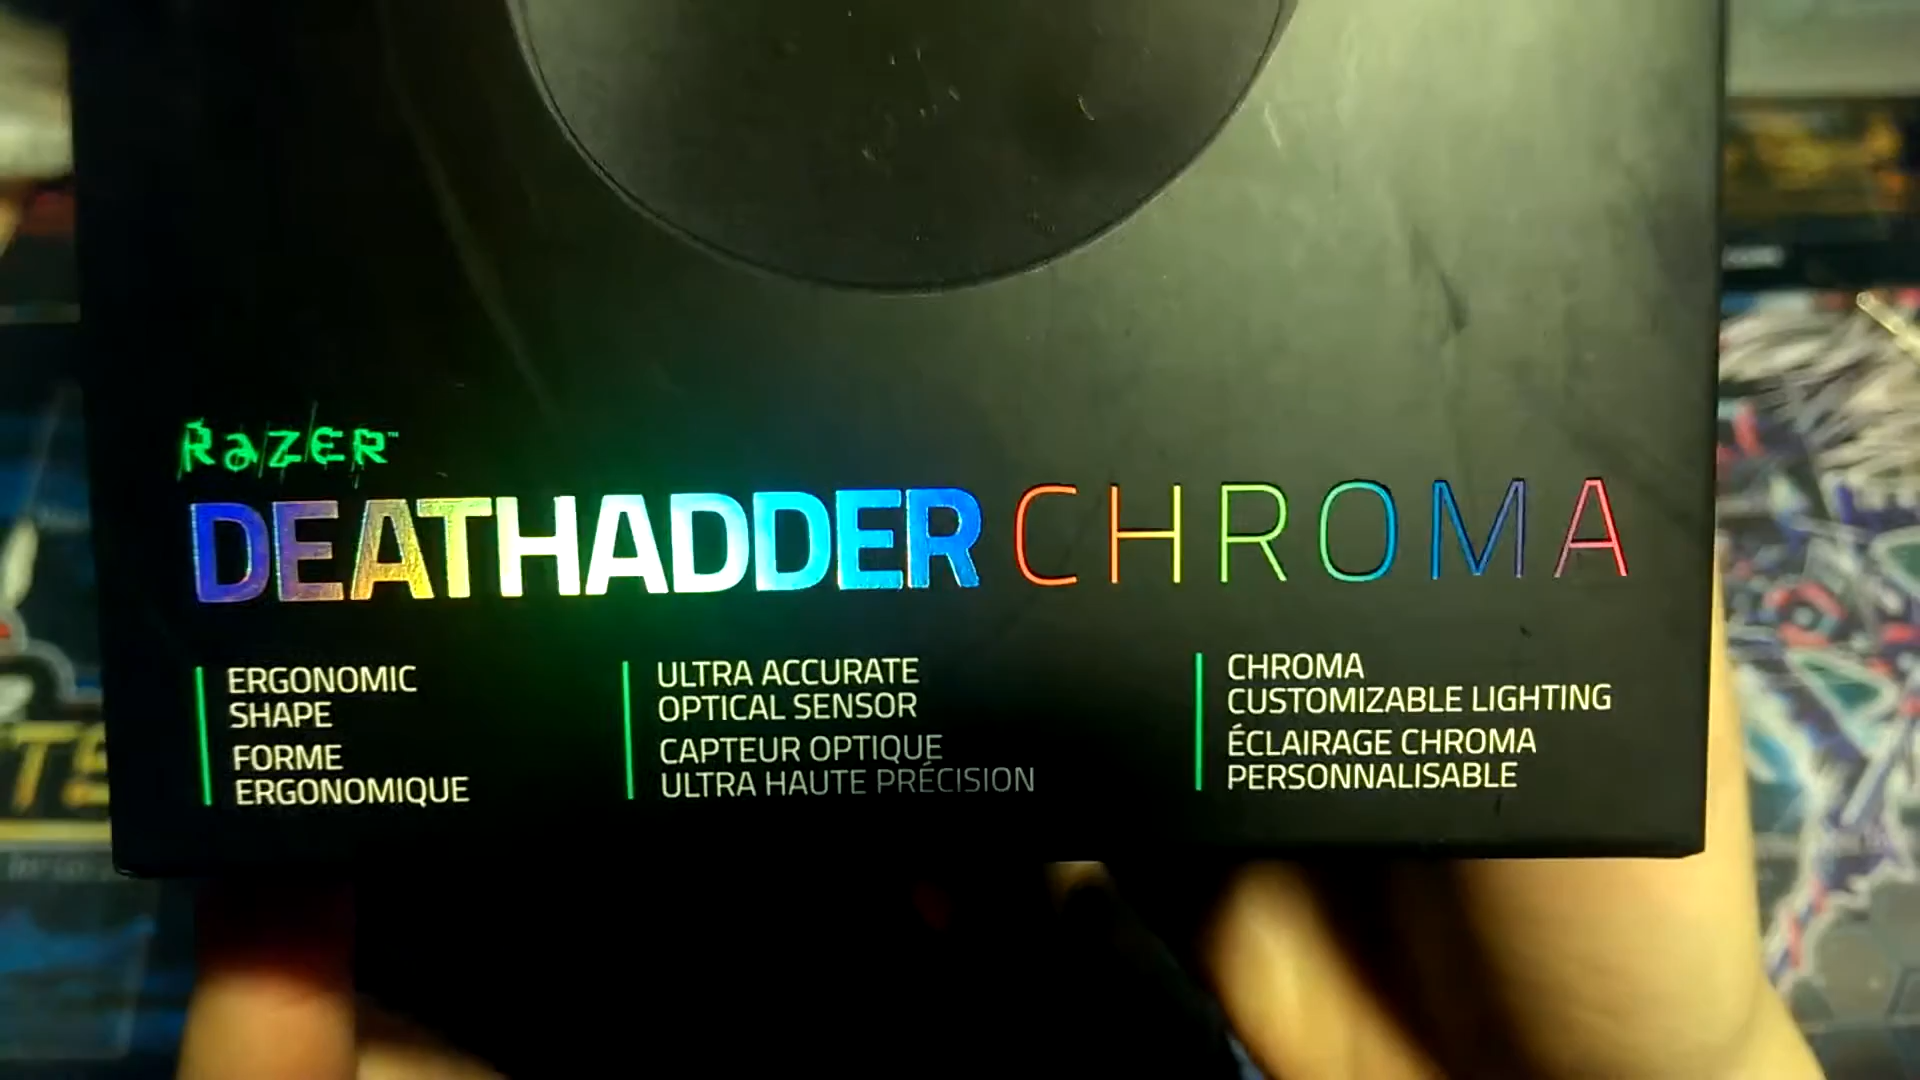 RAZER™
DEATHADDER CHROMA
ERGONOMIC
SHAPE
FORME
ERGONOMIQUE
ULTRA ACCURATE
OPTICAL SENSOR
CAPTEUR OPTIQUE
ULTRA HAUTE PRÉCISION
CHROMA
CUSTOMIZABLE LIGHTING
ÉCLAIRAGE CHROMA
PERSONNALISABLE